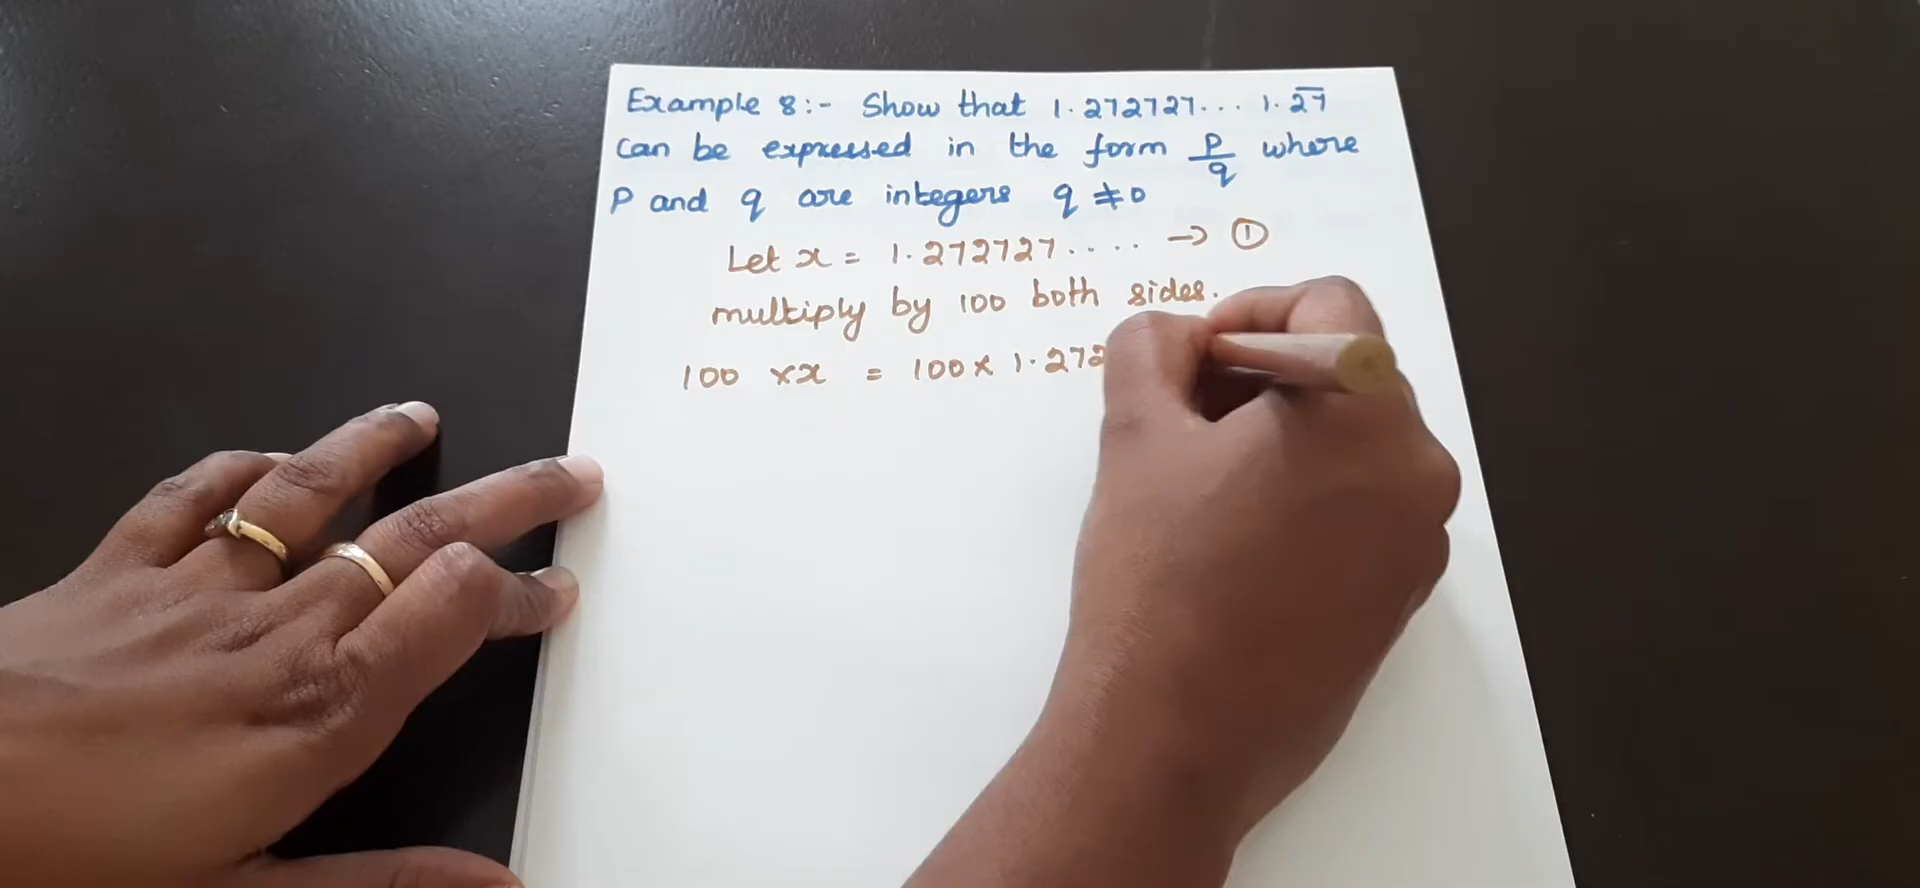 Example 8:- Show that 1.272727... 1.2̅7̅
can be expressed in the form P/q where
P and q are integers q ≠ 0
Let x = 1.272727.... → ①
multiply by 100 both sides.
100 × x = 100 × 1.272